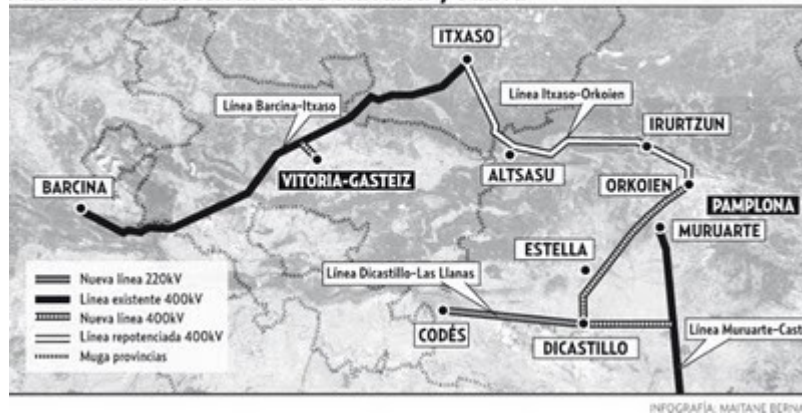 ITXASO
Línea Barcina-Itxaso
Línea Itxaso-Orkoien
IRURTZUN
VITORIA-GASTEIZ
ALTSASU
BARCINA
ORKOIEN
PAMPLONA
MURUARTE
ESTELLA
Línea Dicastillo-Las Llanas
CODÉS
DICASTILLO
Línea Muruarte-Cast
Nueva línea 220kV
Línea existente 400kV
Nueva línea 400kV
Línea repotenciada 400kV
Muga provincias
INFOGRAFÍA: MAITANE BERNA